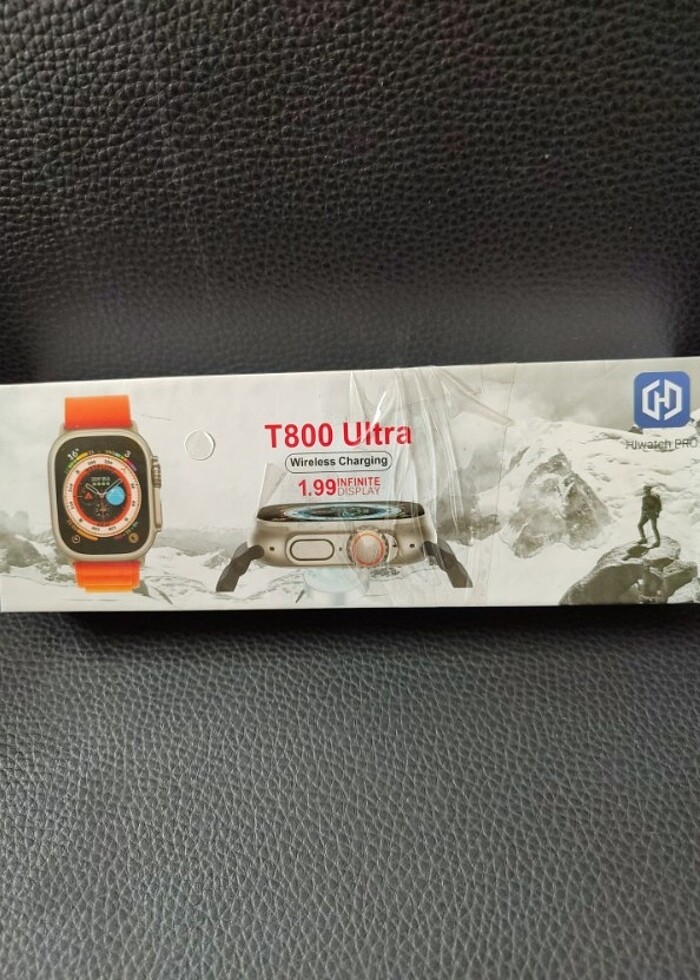 T800 Ultra
Wireless Charging
1.99 INFINITE
DISPLAY
Hiwatch PRO